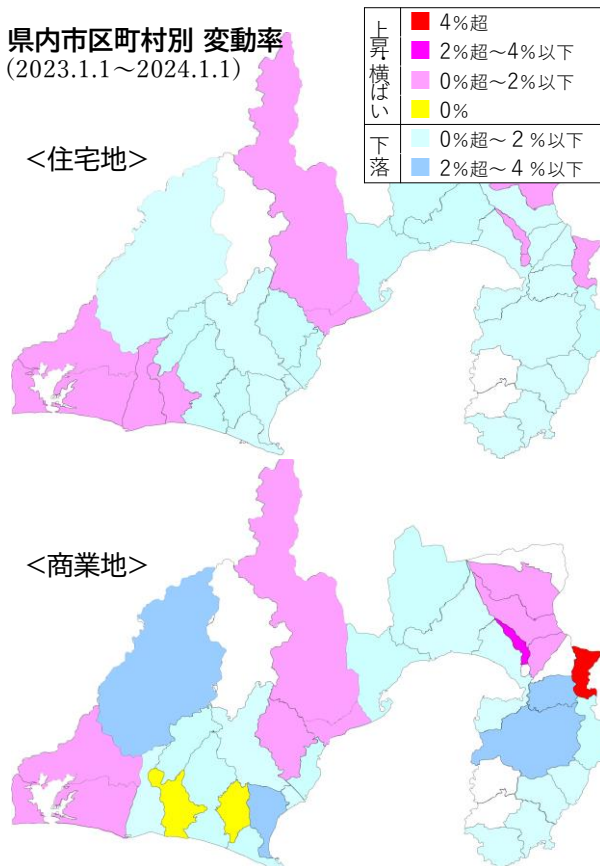 県内市区町村別 変動率
(2023.1.1～2024.1.1)
上昇・横ばい
4%超
2%超～4%以下
0%超～2%以下
0%
下落
0%超～２%以下
2%超～４%以下
<住宅地>
<商業地>